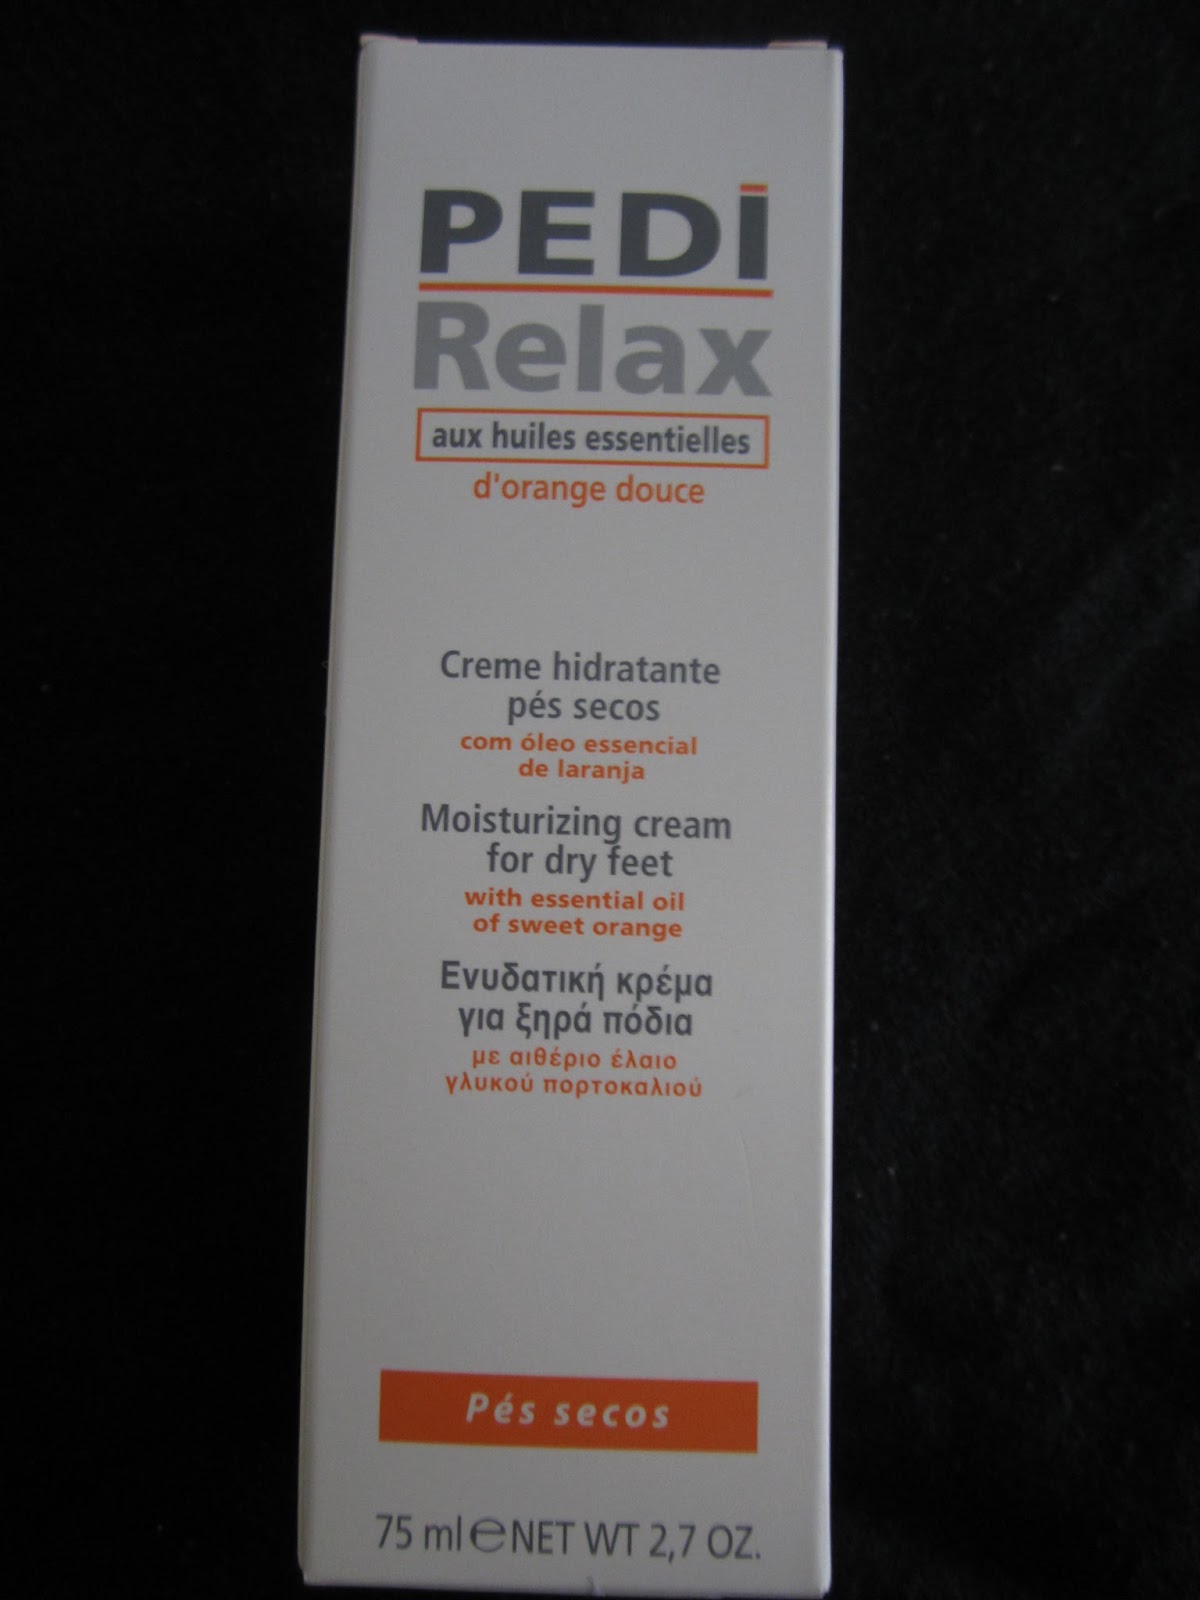 PEDI
Relax
aux huiles essentielles
d'orange douce
Creme hidratante
pés secos
com óleo essencial
de laranja
Moisturizing cream
for dry feet
with essential oil
of sweet orange
Ενυδατική κρέμα
για ξηρά πόδια
με αιθέριο έλαιο
γλυκού πορτοκαλιού
Pés secos
75 ml ℮ NET WT 2,7 OZ.